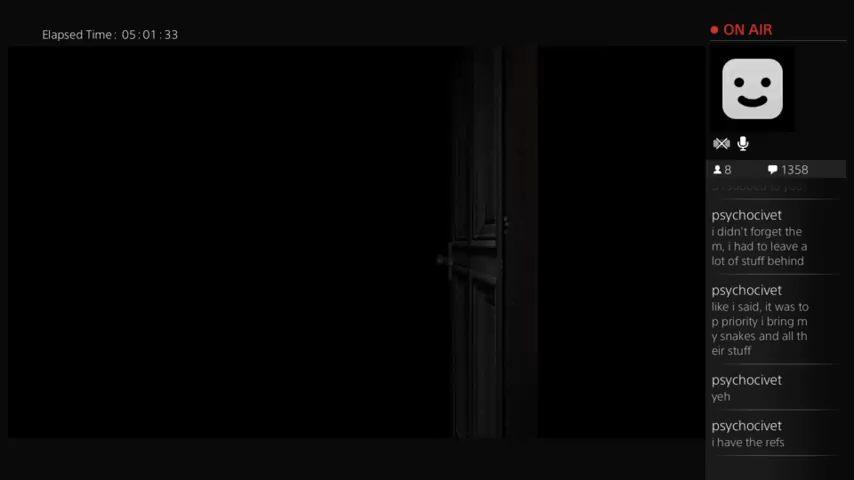 Elapsed Time: 05:01:33
ON AIR
8 1358
psychocivet
i didn't forget the
m, i had to leave a
lot of stuff behind
psychocivet
like i said, it was to
p priority i bring m
y snakes and all th
eir stuff
psychocivet
yeh
psychocivet
i have the refs